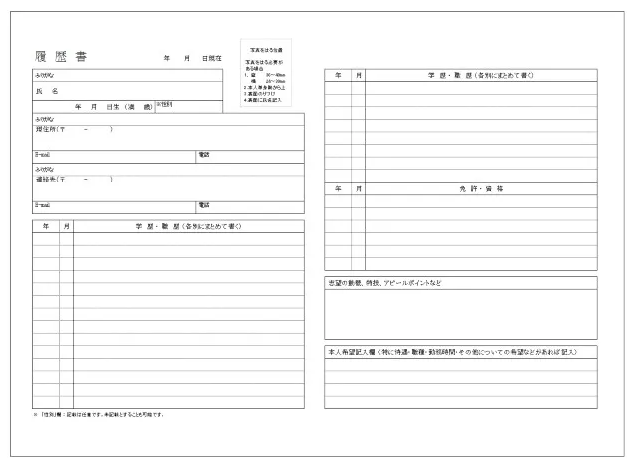 履 歴 書
年 月 日現在
写真をはる位置
写真をはる必要が
ある場合
1. 縦 36～40mm
横 24～30mm
2.本人単身胸から上
3.裏面のりづけ
4.裏面に氏名記入
ふりがな
氏 名
年 月 日生 (満 歳)
※性別
ふりがな
現住所(〒 － )
E-mail
電話
ふりがな
連絡先(〒 － )
E-mail
電話
年 月 学 歴・職 歴 (各別にまとめて書く)
※ 「性別」欄：記載は任意です。未記載とすることも可能です。
年 月 学 歴・職 歴 (各別にまとめて書く)
年 月 免 許・資 格
志望の動機、特技、アピールポイントなど
本人希望記入欄 (特に待遇・職種・勤務時間・その他についての希望などがあれば記入)